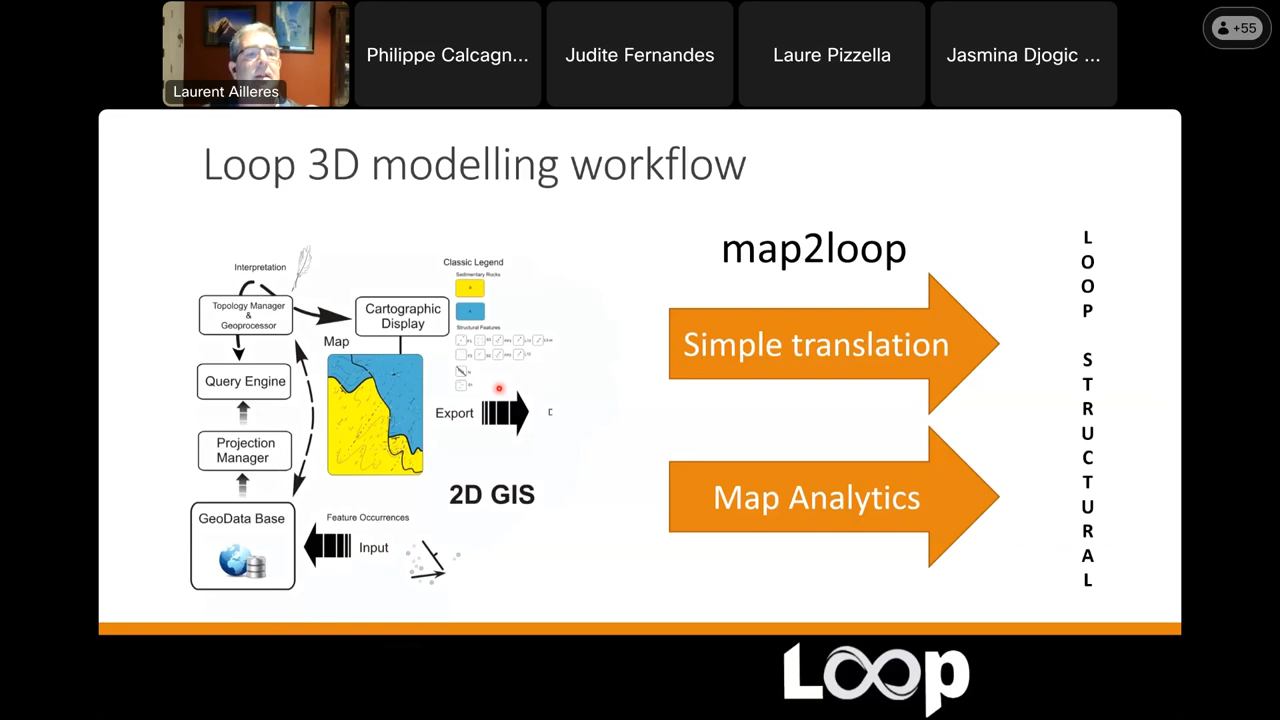 Laurent Ailleres
Philippe Calcagn...
Judite Fernandes
Laure Pizzella
Jasmina Djogic ...
+55
Loop 3D modelling workflow
Interpretation
Topology Manager
&
Geoprocessor
Query Engine
Projection
Manager
GeoData Base
Cartographic
Display
Map
Classic Legend
Sedimentary Rocks
Structural Features
Export
2D GIS
Feature Occurrences
Input
map2loop
Simple translation
Map Analytics
LOOP STRUCTURAL
Loop